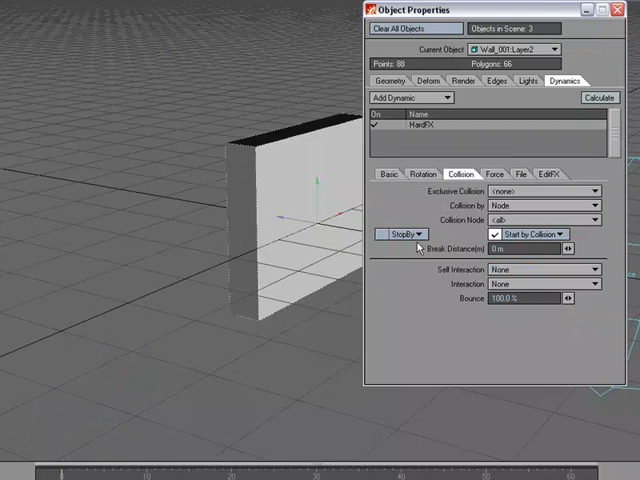 Object Properties
Clear All Objects
Objects in Scene: 3
Current Object
Wall_001:Layer2
Points: 88
Polygons: 66
Geometry
Deform
Render
Edges
Lights
Dynamics
Add Dynamic
Calculate
On
Name
HardFX
Basic
Rotation
Collision
Force
File
EditFX
Exclusive Collision
<none>
Collision by
Node
Collision Node
<all>
StopBy
Start by Collision
Break Distance(m)
0 m
Self Interaction
None
Interaction
None
Bounce
100.0 %
0
10
20
30
40
50
60